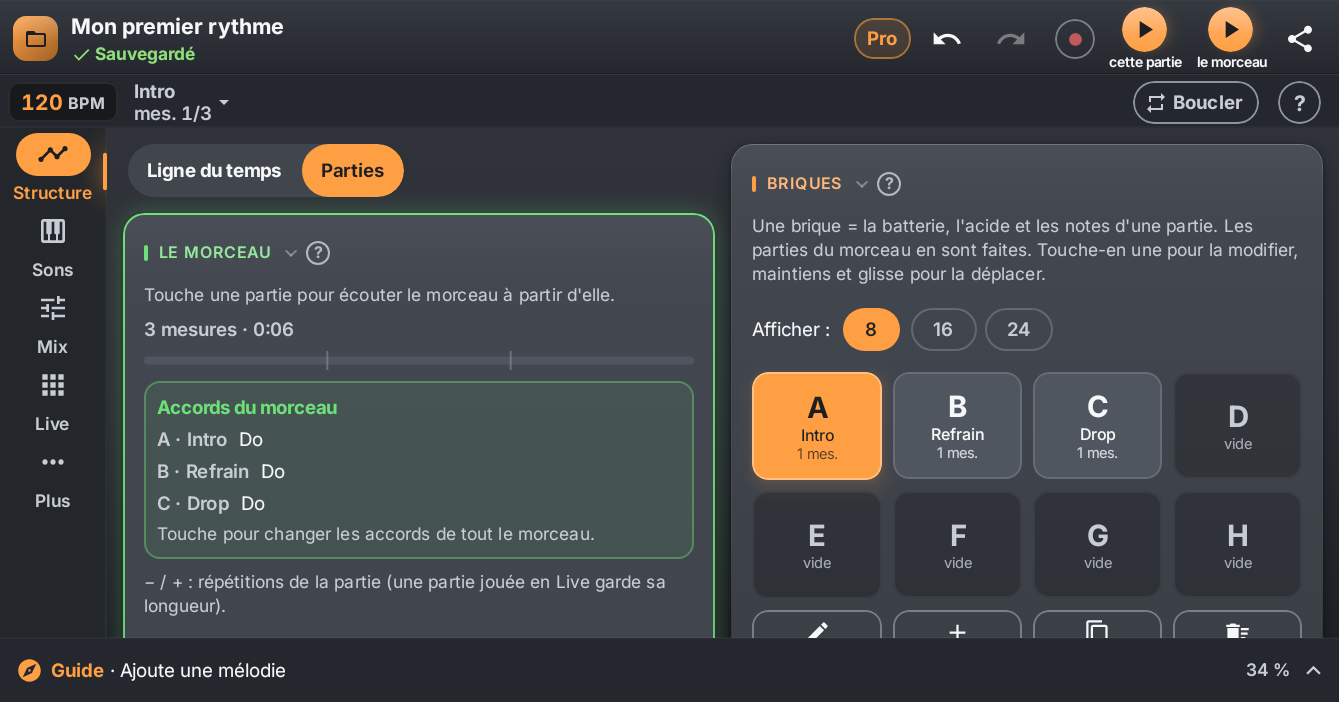 Mon premier rythme
Sauvegardé
Pro
cette partie
le morceau
120 BPM
Intro
mes. 1/3
Boucler
?
Structure
Sons
Mix
Live
Plus
Ligne du temps
Parties
LE MORCEAU
?
Touche une partie pour écouter le morceau à partir d'elle.
3 mesures · 0:06
Accords du morceau
A · Intro Do
B · Refrain Do
C · Drop Do
Touche pour changer les accords de tout le morceau.
− / + : répétitions de la partie (une partie jouée en Live garde sa
longueur).
BRIQUES
?
Une brique = la batterie, l'acide et les notes d'une partie. Les
parties du morceau en sont faites. Touche-en une pour la modifier,
maintiens et glisse pour la déplacer.
Afficher : 8 16 24
A
Intro
1 mes.
B
Refrain
1 mes.
C
Drop
1 mes.
D
vide
E
vide
F
vide
G
vide
H
vide
Guide · Ajoute une mélodie
34 %